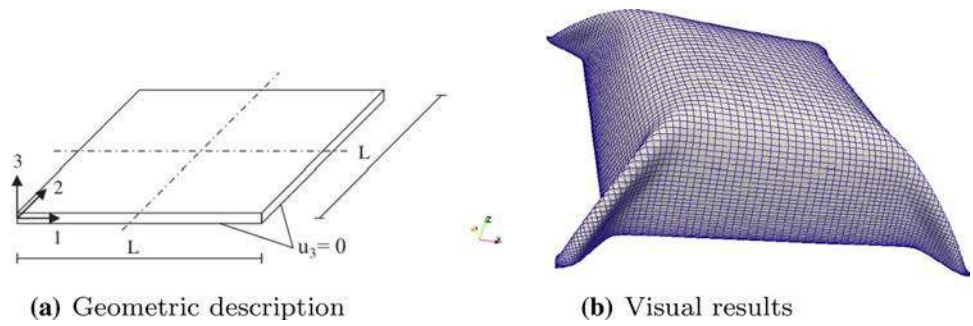 3
2
1
L
L
u₃= 0
z
x
(a) Geometric description
(b) Visual results